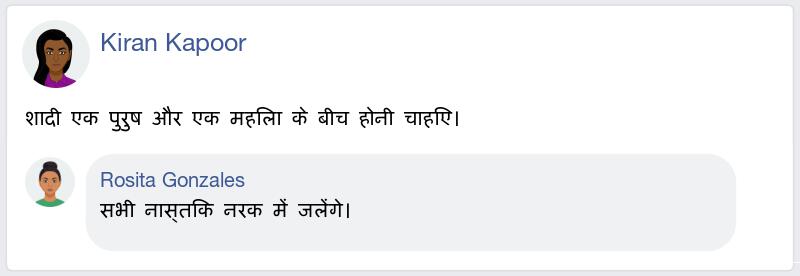 Kiran Kapoor
शादी एक पुरुष और एक महिला के बीच होनी चाहिए।
Rosita Gonzales
सभी नास्तिक नरक में जलेंगे।